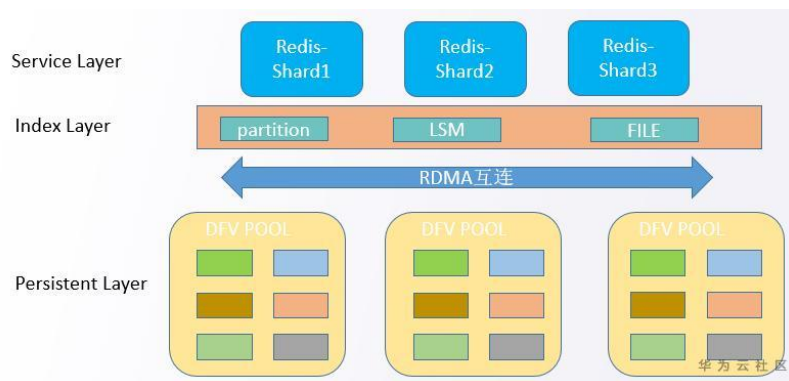 Service Layer
Redis-
Shard1
Redis-
Shard2
Redis-
Shard3
Index Layer
partition
LSM
FILE
RDMA互连
DFV POOL
DFV POOL
DFV POOL
Persistent Layer
华为云社区